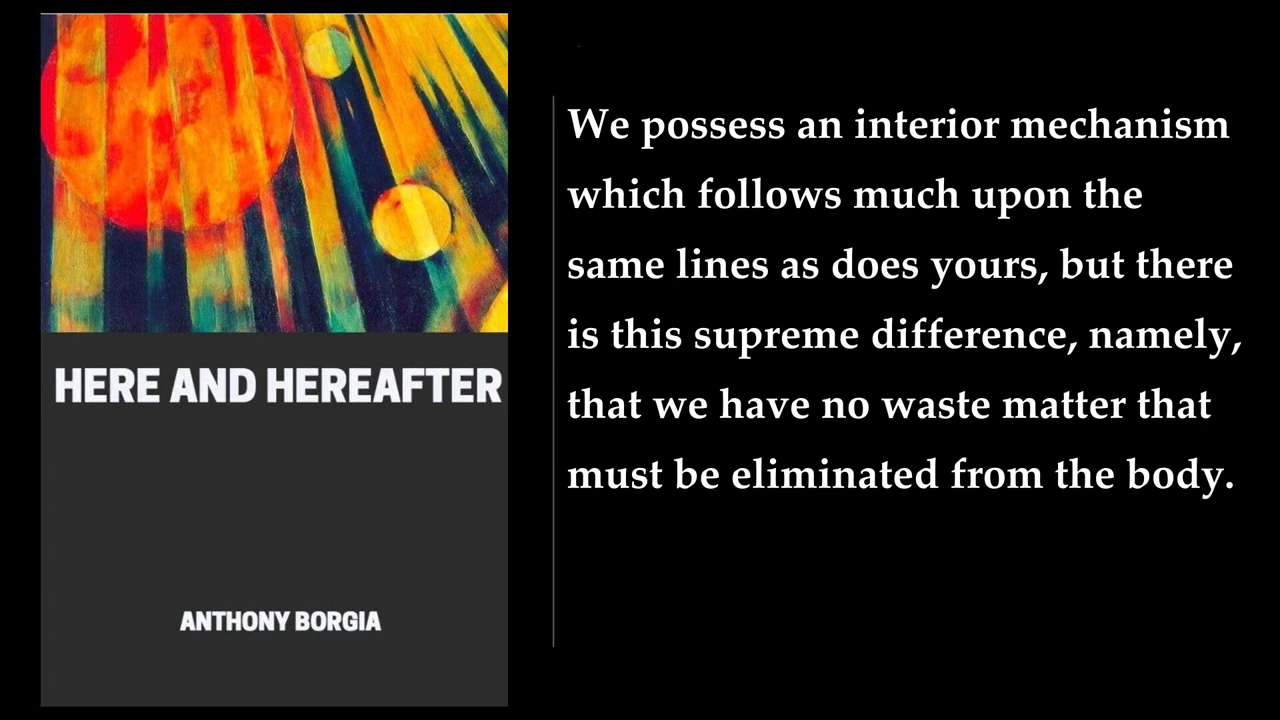 HERE AND HEREAFTER
ANTHONY BORGIA
We possess an interior mechanism
which follows much upon the
same lines as does yours, but there
is this supreme difference, namely,
that we have no waste matter that
must be eliminated from the body.